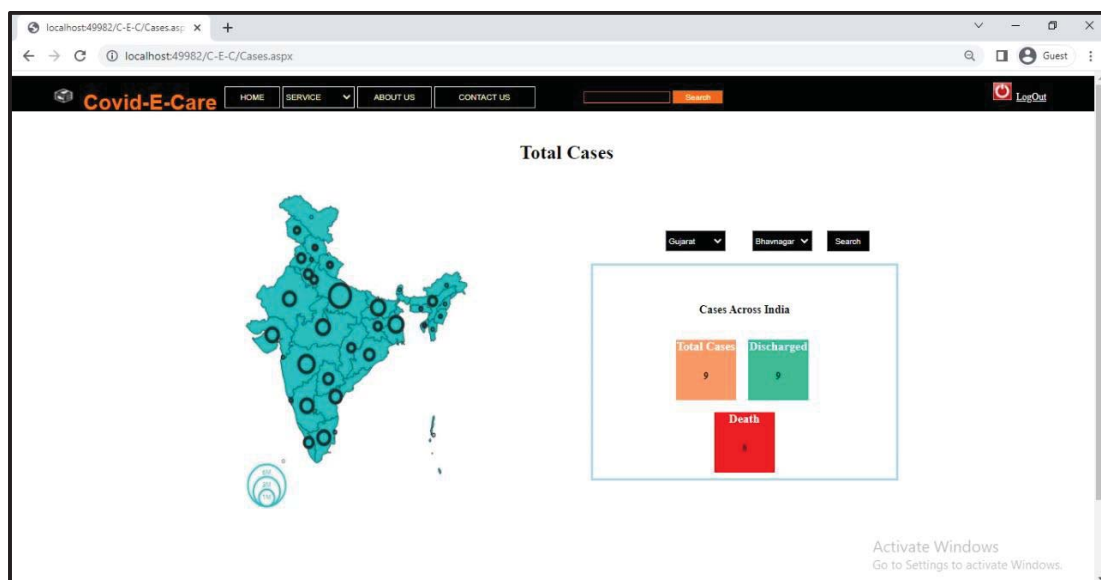 localhost:49982/C-E-C/Cases.asp
localhost:49982/C-E-C/Cases.aspx
Guest
Covid-E-Care HOME SERVICE ABOUT US CONTACT US Search LogOut
Total Cases
Gujarat Bhavnagar Search
Cases Across India
Total Cases Discharged
9 9
Death
Activate Windows
Go to Settings to activate Windows.